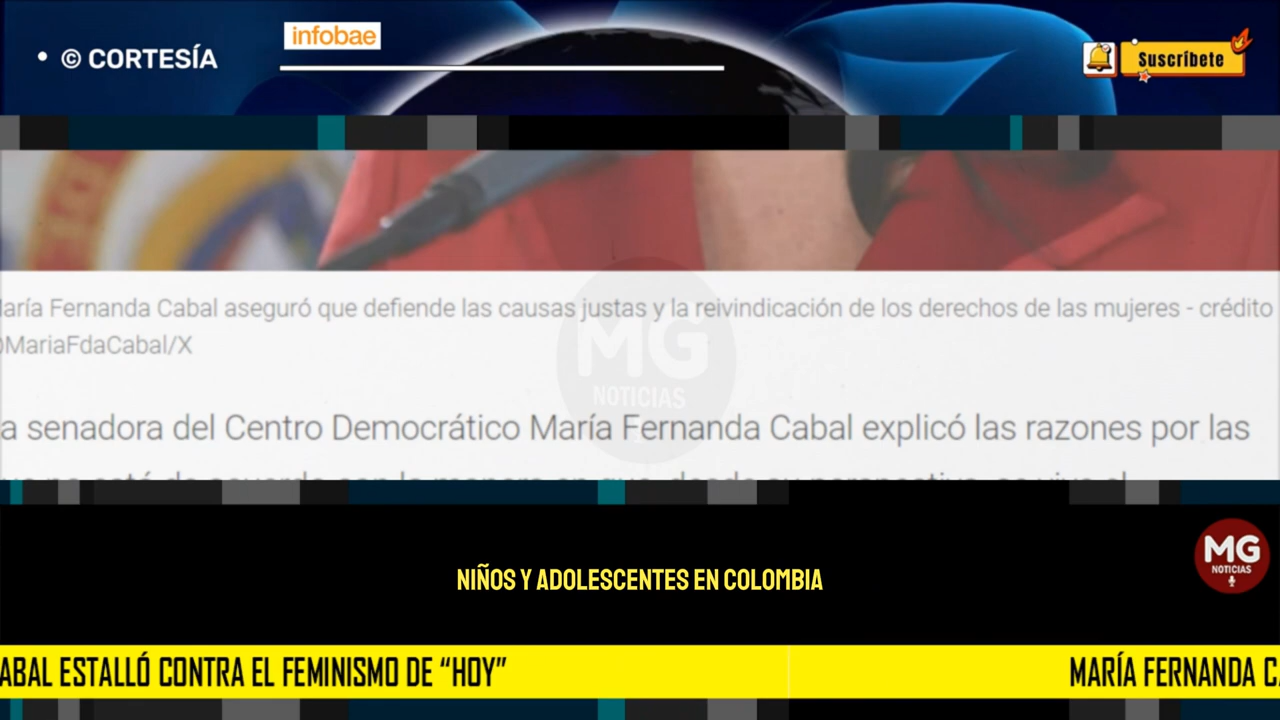 • © CORTESÍA
infobae
Suscríbete
aría Fernanda Cabal aseguró que defiende las causas justas y la reivindicación de los derechos de las mujeres - crédito
@MariaFdaCabal/X
MG
NOTICIAS
a senadora del Centro Democrático María Fernanda Cabal explicó las razones por las
MG
NOTICIAS
NIÑOS Y ADOLESCENTES EN COLOMBIA
ABAL ESTALLÓ CONTRA EL FEMINISMO DE “HOY” MARÍA FERNANDA CA